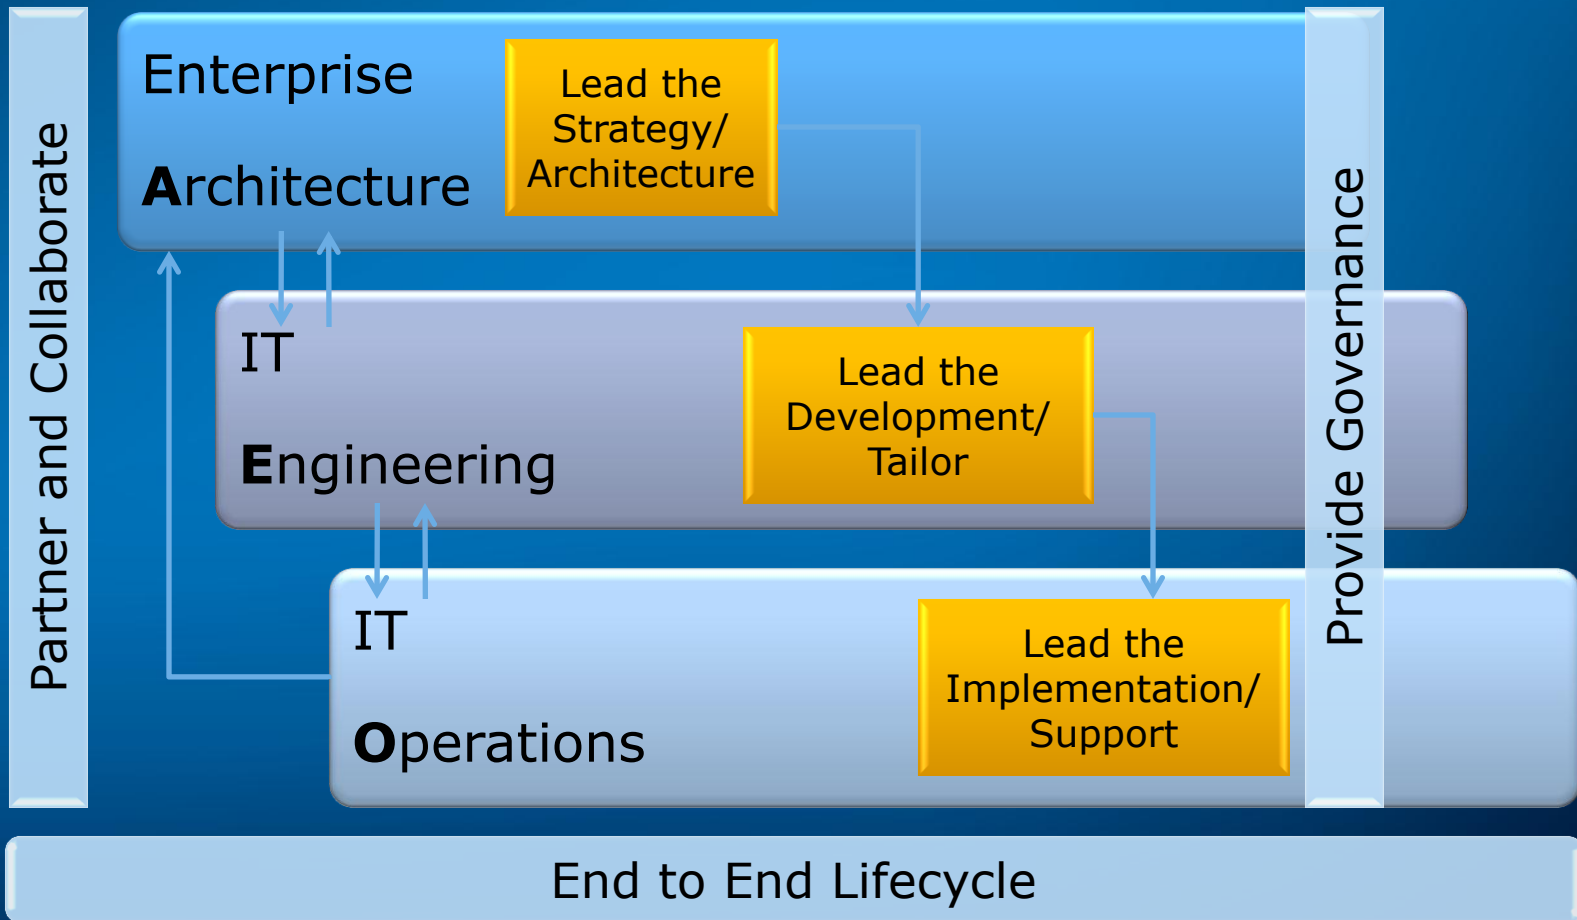 Partner and Collaborate
Enterprise
Architecture
Lead the
Strategy/
Architecture
IT
Engineering
Lead the
Development/
Tailor
IT
Operations
Lead the
Implementation/
Support
Provide Governance
End to End Lifecycle